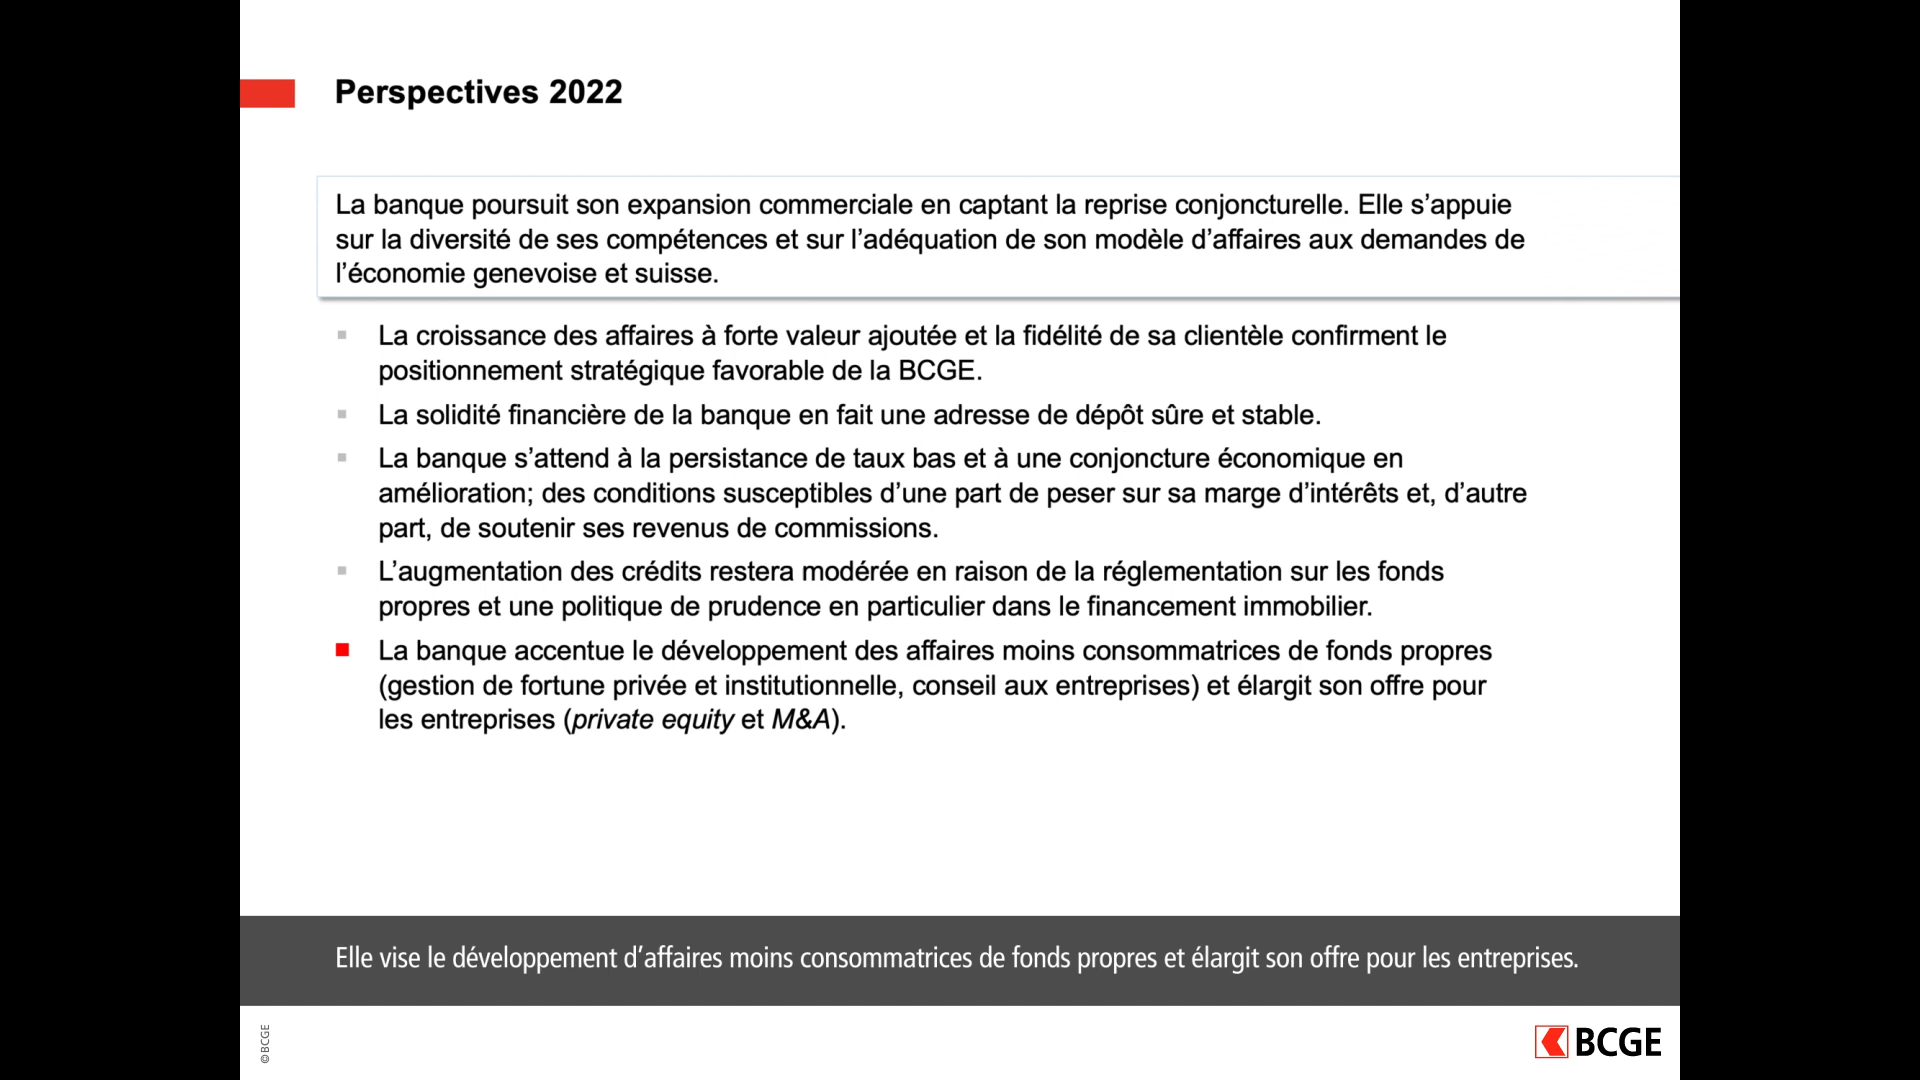 Perspectives 2022
La banque poursuit son expansion commerciale en captant la reprise conjoncturelle. Elle s’appuie
sur la diversité de ses compétences et sur l’adéquation de son modèle d’affaires aux demandes de
l’économie genevoise et suisse.
La croissance des affaires à forte valeur ajoutée et la fidélité de sa clientèle confirment le
positionnement stratégique favorable de la BCGE.
La solidité financière de la banque en fait une adresse de dépôt sûre et stable.
La banque s’attend à la persistance de taux bas et à une conjoncture économique en
amélioration; des conditions susceptibles d’une part de peser sur sa marge d’intérêts et, d’autre
part, de soutenir ses revenus de commissions.
L’augmentation des crédits restera modérée en raison de la réglementation sur les fonds
propres et une politique de prudence en particulier dans le financement immobilier.
La banque accentue le développement des affaires moins consommatrices de fonds propres
(gestion de fortune privée et institutionnelle, conseil aux entreprises) et élargit son offre pour
les entreprises (private equity et M&A).
Elle vise le développement d’affaires moins consommatrices de fonds propres et élargit son offre pour les entreprises.
©BCGE
BCGE